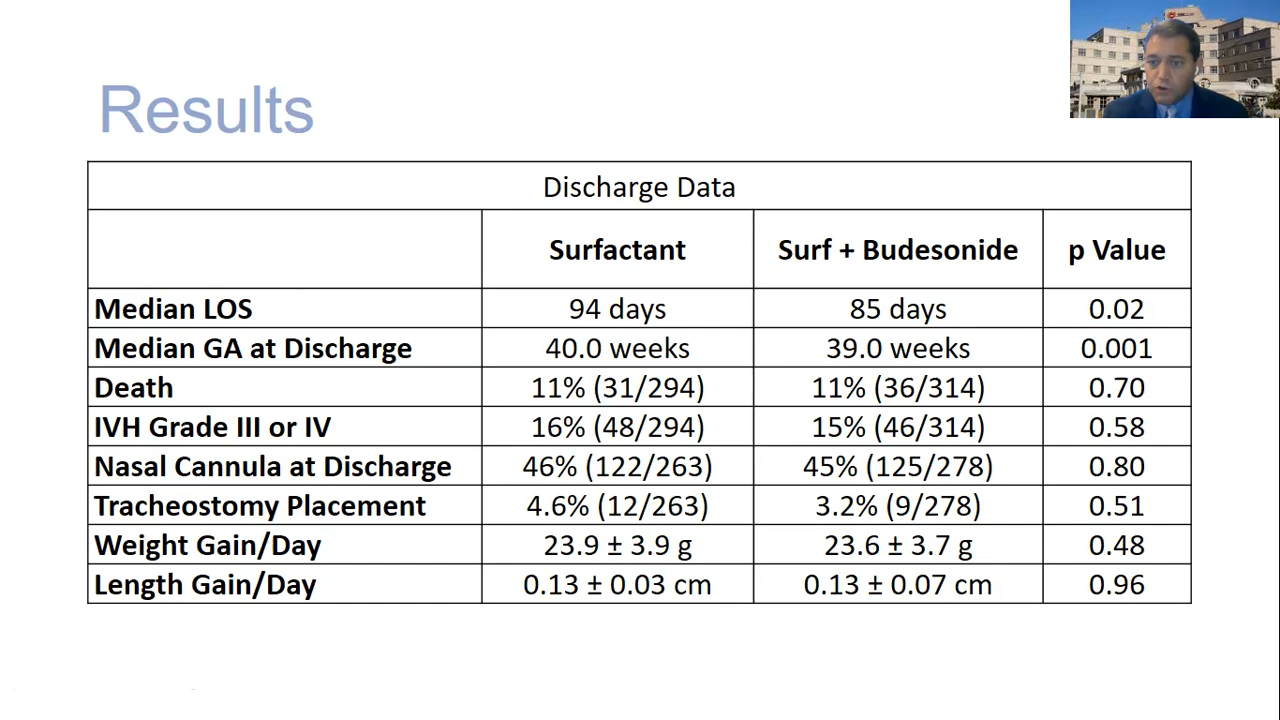 Results
Discharge Data
Surfactant Surf + Budesonide p Value
Median LOS 94 days 85 days 0.02
Median GA at Discharge 40.0 weeks 39.0 weeks 0.001
Death 11% (31/294) 11% (36/314) 0.70
IVH Grade III or IV 16% (48/294) 15% (46/314) 0.58
Nasal Cannula at Discharge 46% (122/263) 45% (125/278) 0.80
Tracheostomy Placement 4.6% (12/263) 3.2% (9/278) 0.51
Weight Gain/Day 23.9 ± 3.9 g 23.6 ± 3.7 g 0.48
Length Gain/Day 0.13 ± 0.03 cm 0.13 ± 0.07 cm 0.96